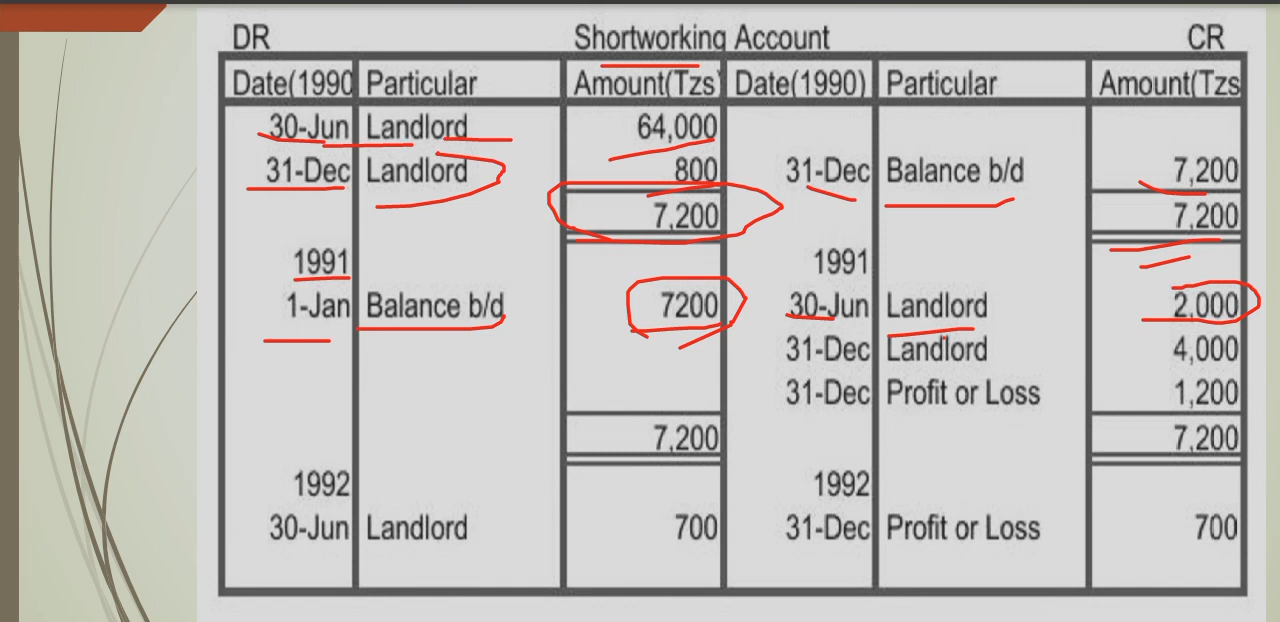 DR Shortworking Account CR
Date(1990 Particular Amount(Tzs) Date(1990) Particular Amount(Tzs
30-Jun Landlord 64,000
31-Dec Landlord 800 31-Dec Balance b/d 7,200
7,200 7,200
1991 1991
1-Jan Balance b/d 7200 30-Jun Landlord 2,000
31-Dec Landlord 4,000
31-Dec Profit or Loss 1,200
7,200 7,200
1992 1992
30-Jun Landlord 700 31-Dec Profit or Loss 700